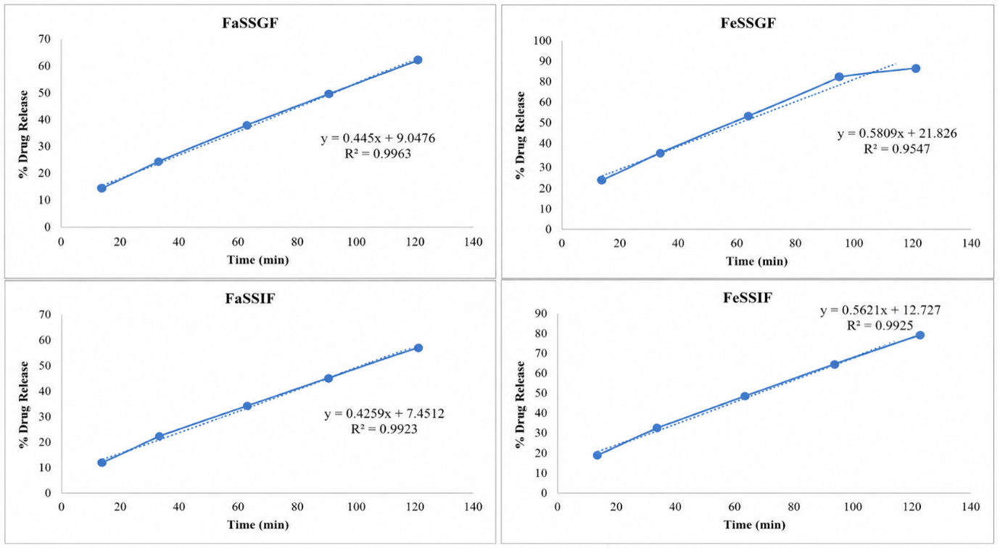 FaSSGF
70
60
50
40
30
20
10
0
% Drug Release
y = 0.445x + 9.0476
R² = 0.9963
0 20 40 60 80 100 120 140
Time (min)
FeSSGF
100
90
80
60
50
40
30
20
10
0
% Drug Release
y = 0.5809x + 21.826
R² = 0.9547
0 20 40 60 80 100 120 140
Time (min)
FaSSIF
70
60
50
40
30
20
10
0
% Drug Release
y = 0.4259x + 7.4512
R² = 0.9923
0 20 40 60 80 100 120 140
Time (min)
FeSSIF
90
80
70
60
50
40
30
20
10
0
% Drug Release
y = 0.5621x + 12.727
R² = 0.9925
0 20 40 60 80 100 120 140
Time (min)